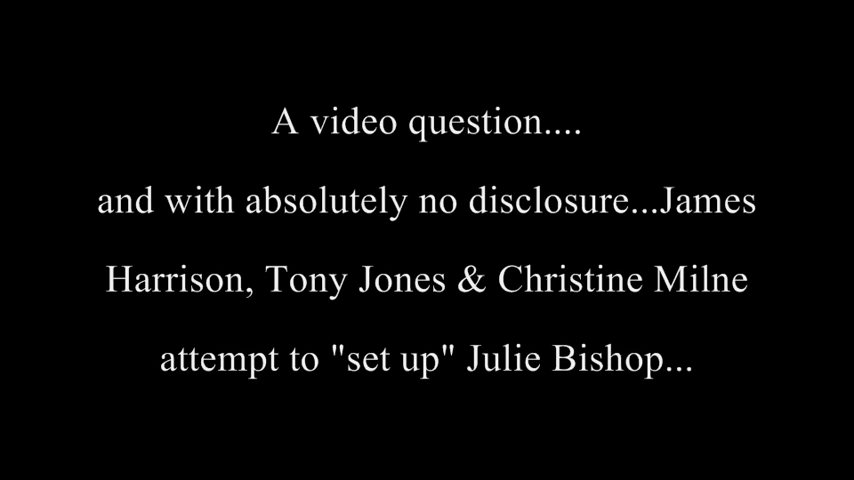 A video question....
and with absolutely no disclosure...James
Harrison, Tony Jones & Christine Milne
attempt to "set up" Julie Bishop...